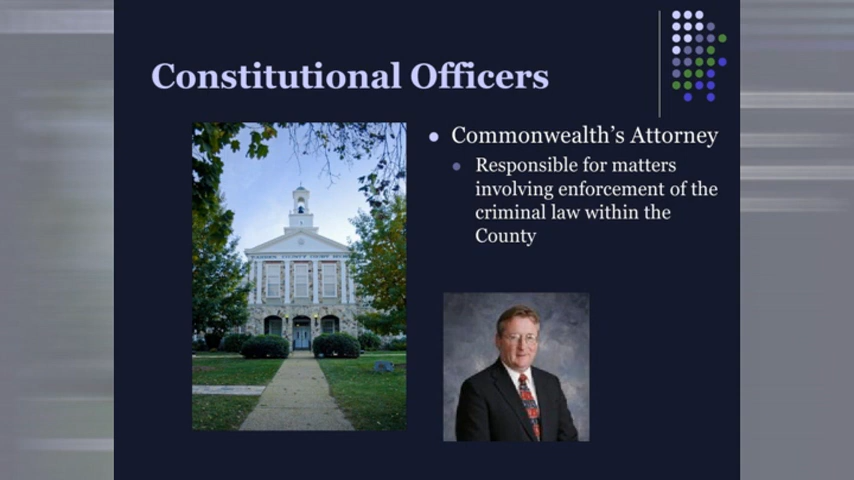 Constitutional Officers
Commonwealth's Attorney
Responsible for matters
involving enforcement of the
criminal law within the
County